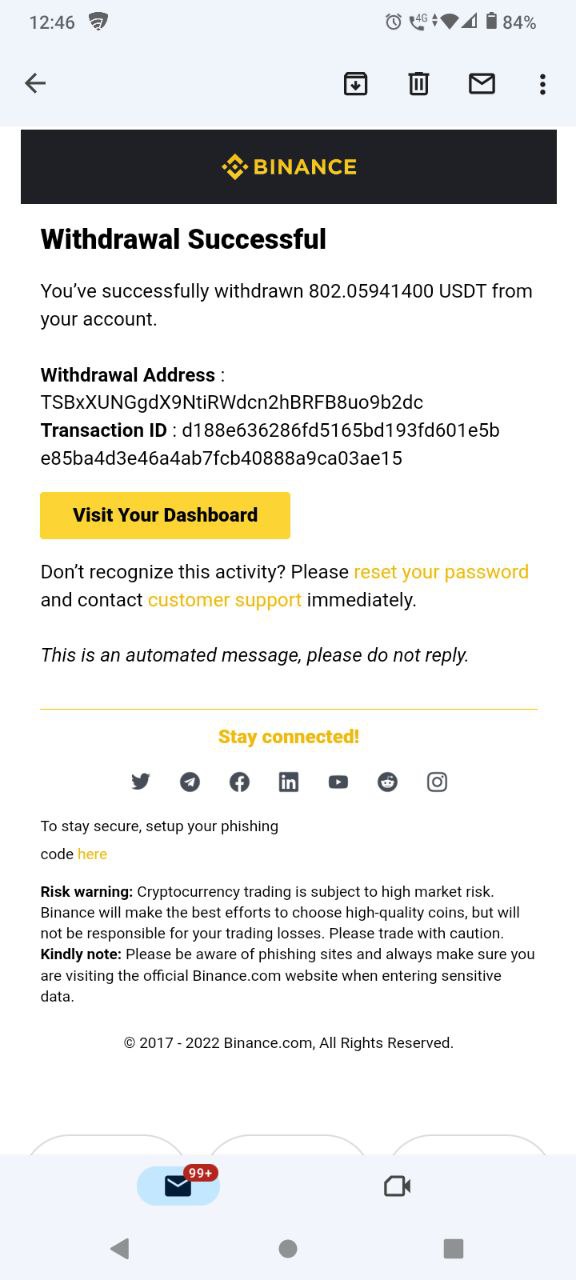 12:46
4G
84%
BINANCE
Withdrawal Successful
You’ve successfully withdrawn 802.05941400 USDT from
your account.
Withdrawal Address :
TSBxXUNGgdX9NtiRWdcn2hBRFB8uo9b2dc
Transaction ID : d188e636286fd5165bd193fd601e5b
e85ba4d3e46a4ab7fcb40888a9ca03ae15
Visit Your Dashboard
Don’t recognize this activity? Please reset your password
and contact customer support immediately.
This is an automated message, please do not reply.
Stay connected!
To stay secure, setup your phishing
code here
Risk warning: Cryptocurrency trading is subject to high market risk.
Binance will make the best efforts to choose high-quality coins, but will
not be responsible for your trading losses. Please trade with caution.
Kindly note: Please be aware of phishing sites and always make sure you
are visiting the official Binance.com website when entering sensitive
data.
© 2017 - 2022 Binance.com, All Rights Reserved.
99+